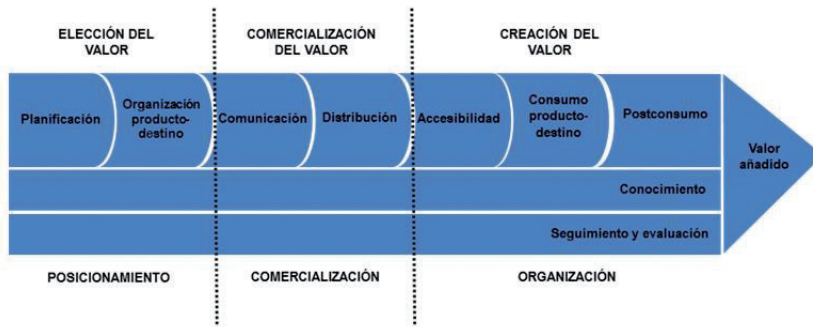 ELECCIÓN DEL
VALOR
COMERCIALIZACIÓN
DEL VALOR
CREACIÓN DEL
VALOR
Planificación
Organización
producto-
destino
Comunicación
Distribución
Accesibilidad
Consumo
producto-
destino
Postconsumo
Valor
añadido
Conocimiento
Seguimiento y evaluación
POSICIONAMIENTO
COMERCIALIZACIÓN
ORGANIZACIÓN